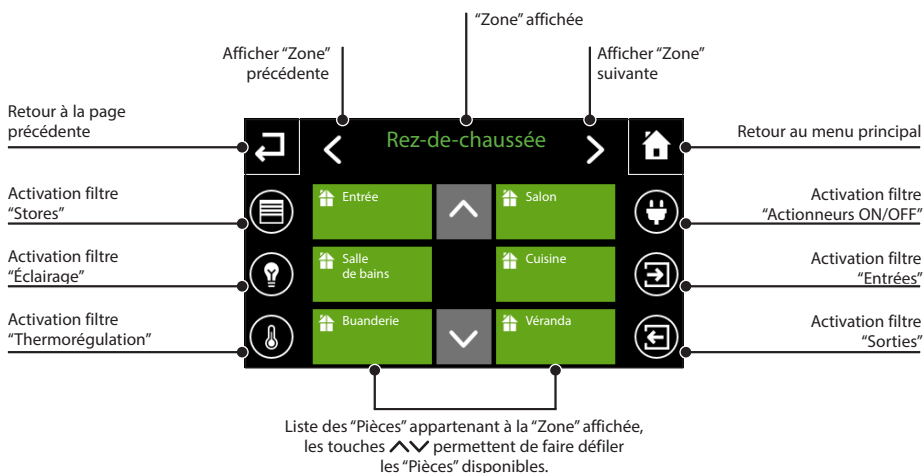 "Zone" affichée
Afficher "Zone"
précédente
Afficher "Zone"
suivante
Retour à la page
précédente
Rez-de-chaussée
Retour au menu principal
Activation filtre
"Stores"
Entrée
Salon
Activation filtre
"Actionneurs ON/OFF"
Activation filtre
"Éclairage"
Salle
de bains
Cuisine
Activation filtre
"Entrées"
Activation filtre
"Thermorégulation"
Buanderie
Véranda
Activation filtre
"Sorties"
Liste des "Pièces" appartenant à la "Zone" affichée,
les touches permettent de faire défiler
les "Pièces" disponibles.